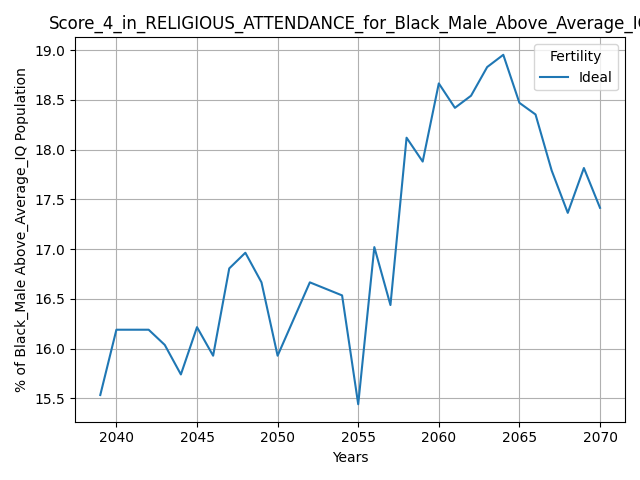 Score_4_in_RELIGIOUS_ATTENDANCE_for_Black_Male_Above_Average_IQ
Fertility
Ideal
% of Black_Male Above_Average_IQ Population
19.0
18.5
18.0
17.5
17.0
16.5
16.0
15.5
2040 2045 2050 2055 2060 2065 2070
Years